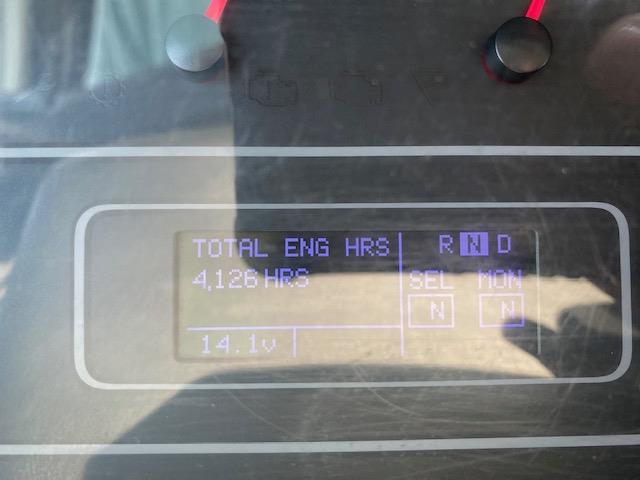 TOTAL ENG HRS
R N D
4,126 HRS
SEL MON
N N
14.1v